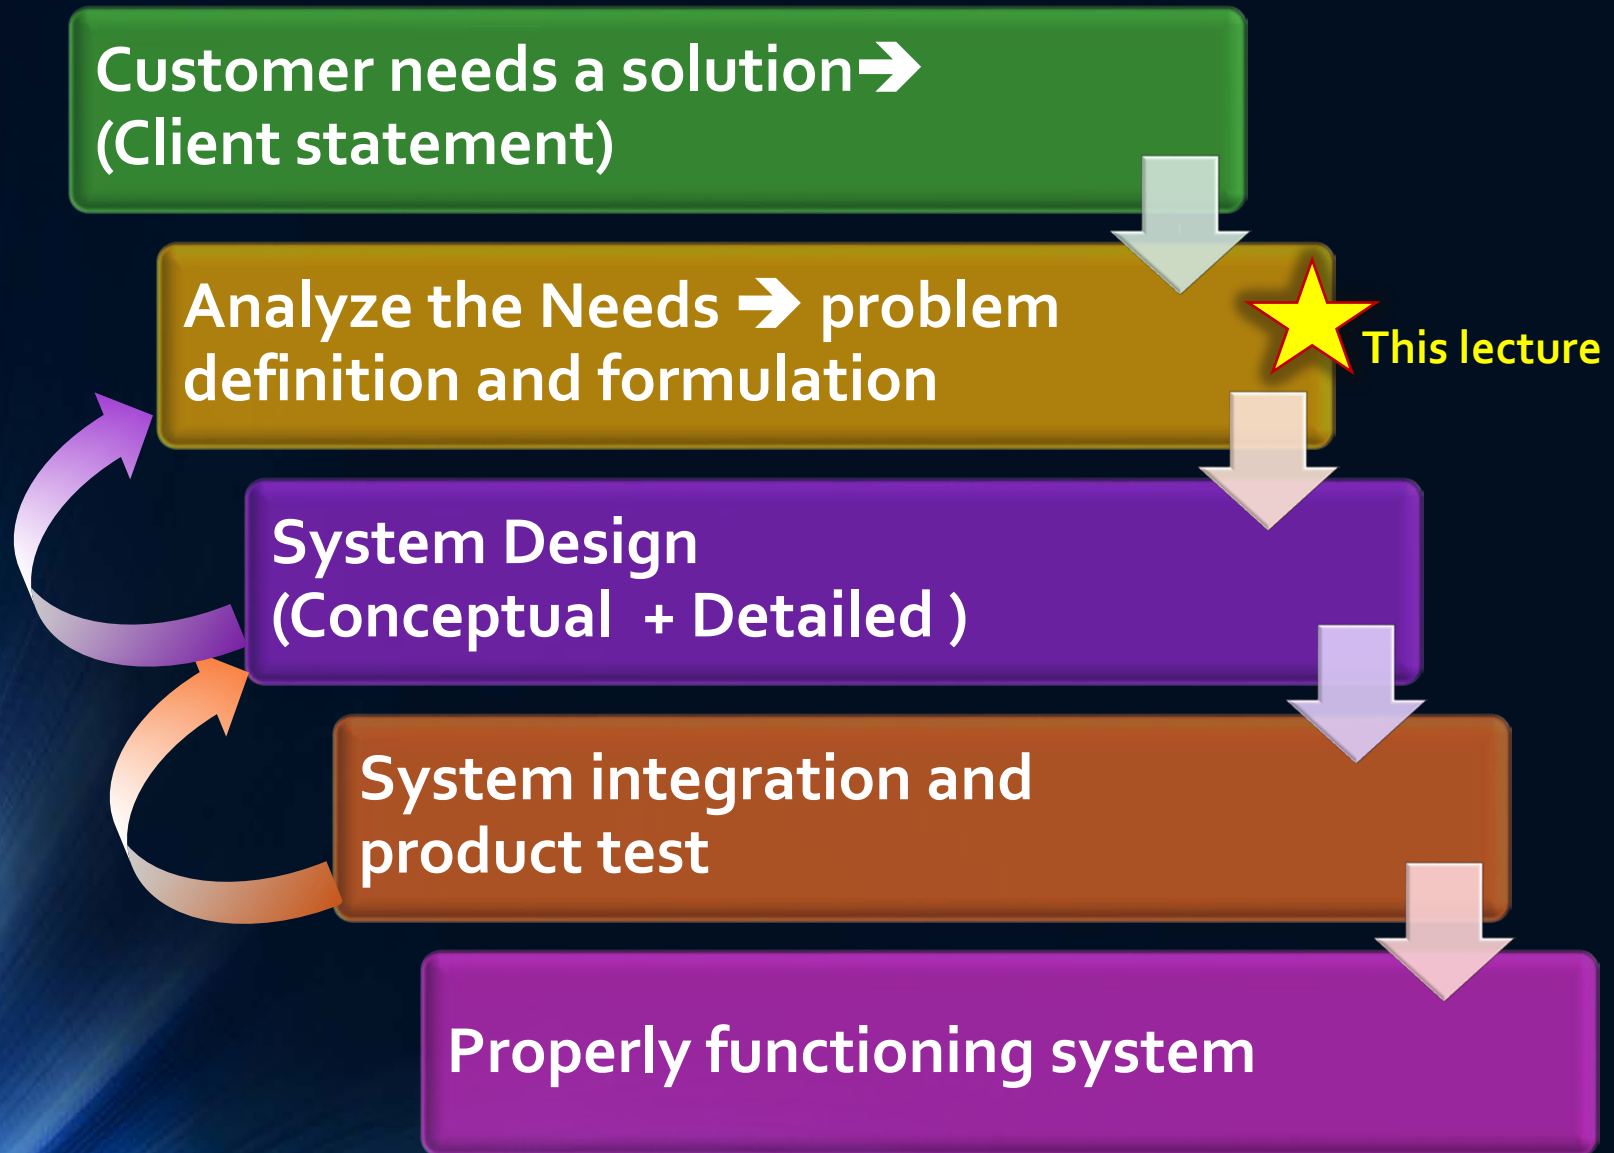 Customer needs a solution➔
(Client statement)
Analyze the Needs ➔ problem
definition and formulation
This lecture
System Design
(Conceptual + Detailed )
System integration and
product test
Properly functioning system